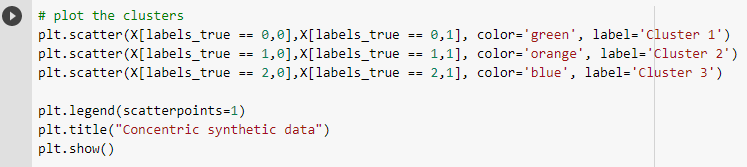 # plot the clusters
plt.scatter(X[labels_true == 0,0],X[labels_true == 0,1], color='green', label='Cluster 1')
plt.scatter(X[labels_true == 1,0],X[labels_true == 1,1], color='orange', label='Cluster 2')
plt.scatter(X[labels_true == 2,0],X[labels_true == 2,1], color='blue', label='Cluster 3')
plt.legend(scatterpoints=1)
plt.title("Concentric synthetic data")
plt.show()